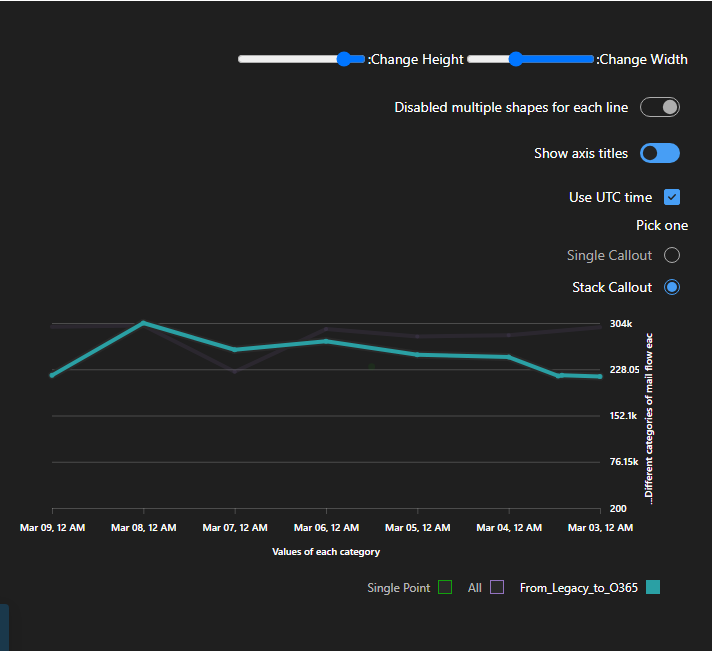 Change Width: Change Height:
Disabled multiple shapes for each line
Show axis titles
Use UTC time
Pick one
Single Callout
Stack Callout
304k
228.05
152.1k
76.15k
200
Different categories of mail flow eac...
Mar 09, 12 AM Mar 08, 12 AM Mar 07, 12 AM Mar 06, 12 AM Mar 05, 12 AM Mar 04, 12 AM Mar 03, 12 AM
Values of each category
Single Point All From_Legacy_to_O365